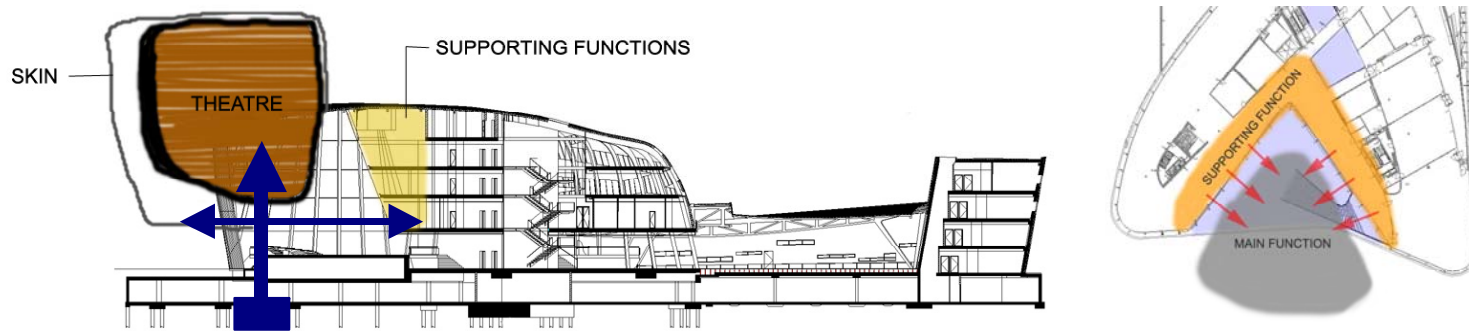 SUPPORTING FUNCTIONS
SKIN
THEATRE
SUPPORTING FUNCTION
MAIN FUNCTION